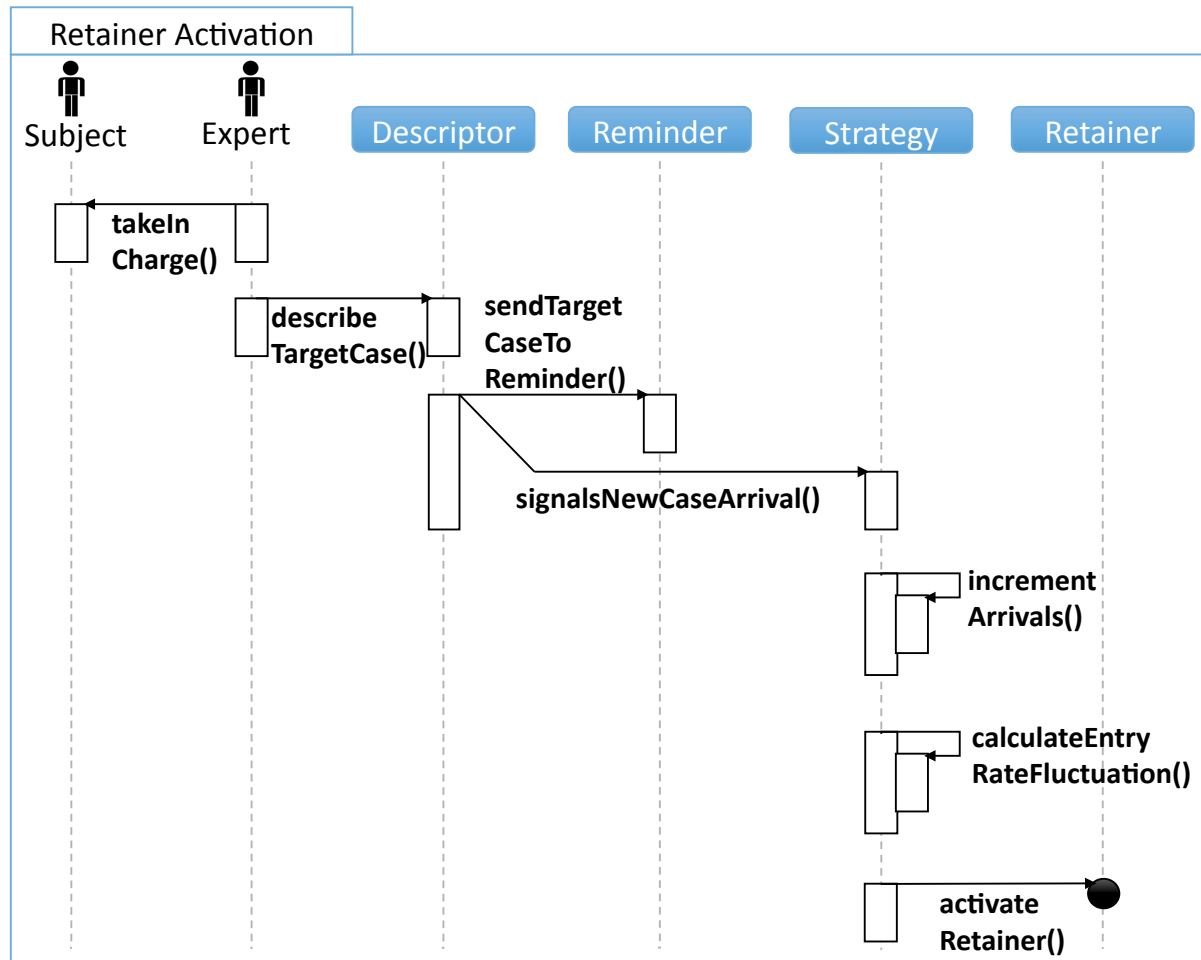 Retainer Activation
Subject
Expert
Descriptor
Reminder
Strategy
Retainer
takeIn
Charge()
describe
TargetCase()
sendTarget
CaseTo
Reminder()
signalsNewCaseArrival()
increment
Arrivals()
calculateEntry
RateFluctuation()
activate
Retainer()